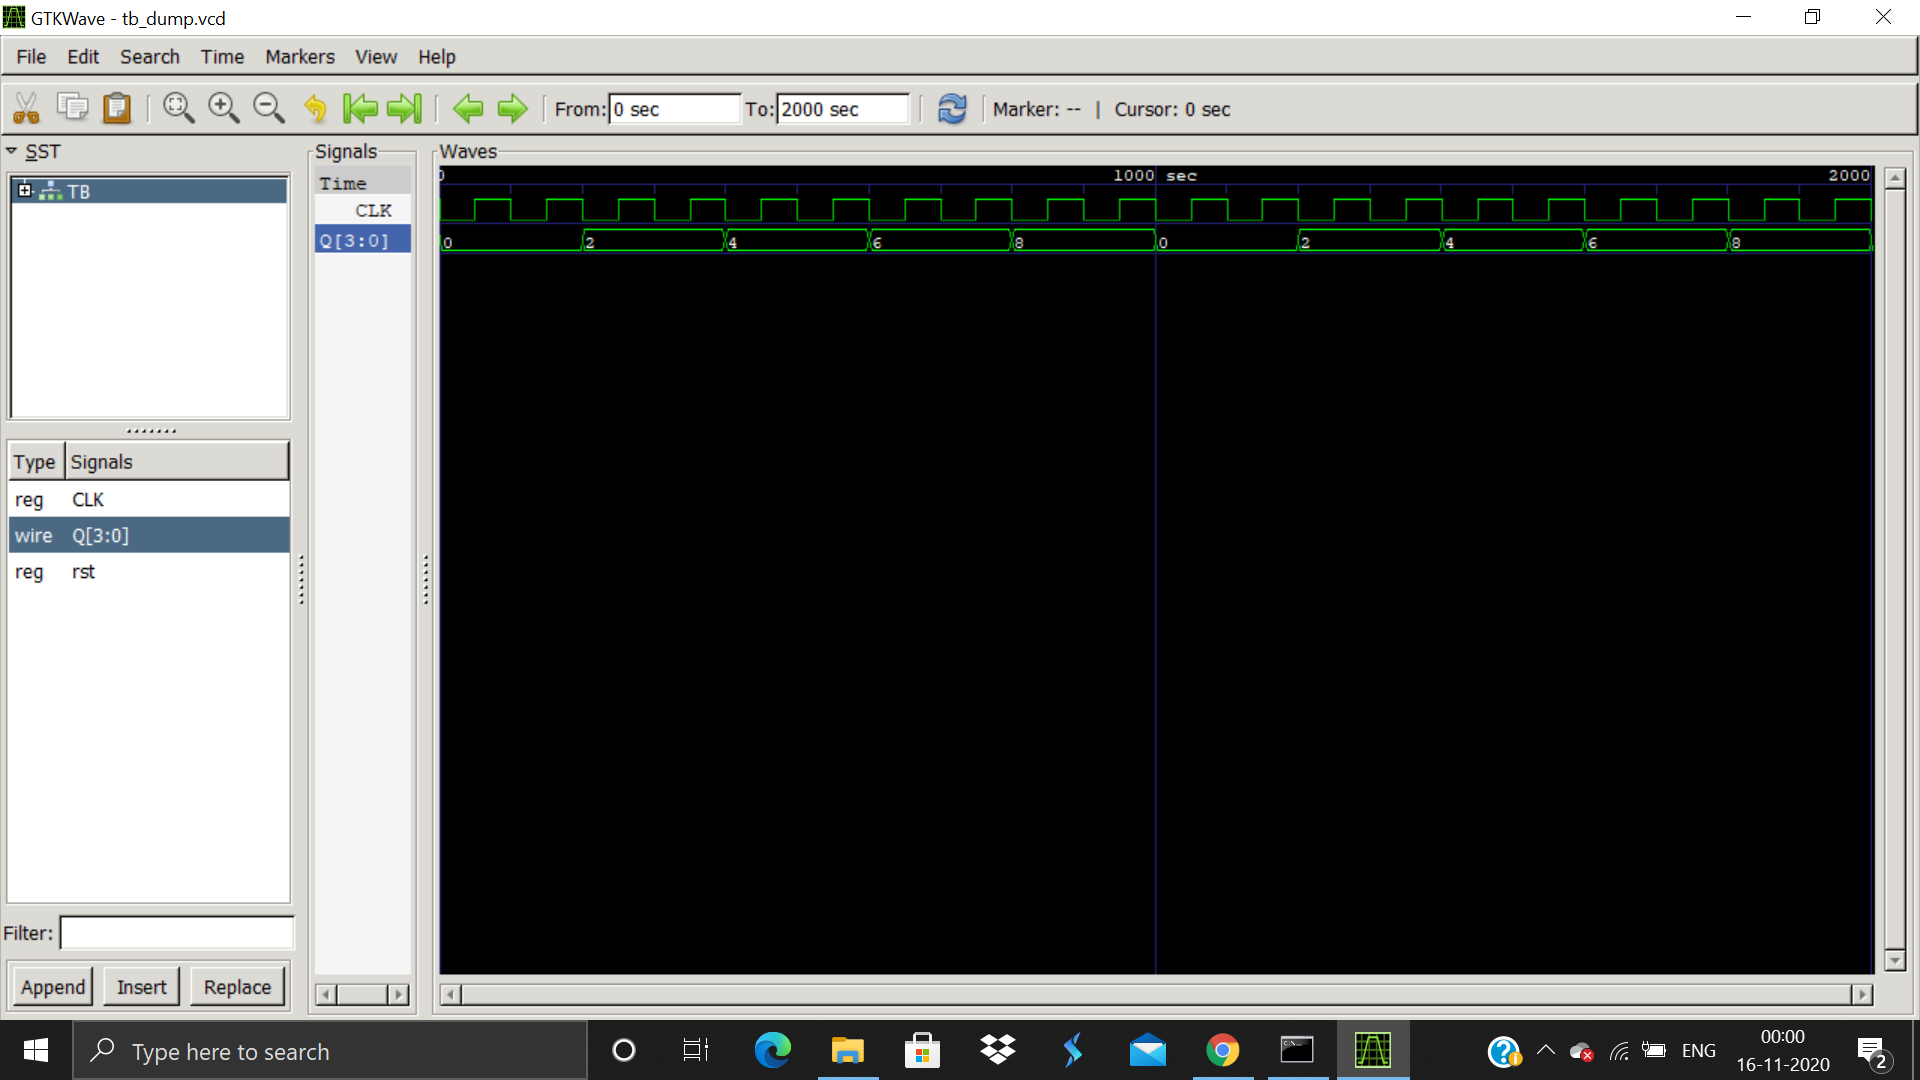 GTKWave - tb_dump.vcd
File Edit Search Time Markers View Help
From: 0 sec To: 2000 sec Marker: -- | Cursor: 0 sec
SST
TB
Type Signals
reg CLK
wire Q[3:0]
reg rst
Filter:
Append Insert Replace
Signals
Time
CLK
Q[3:0]
Waves
0 1000 sec 2000
0 2 4 6 8 0 2 4 6 8
Type here to search
ENG
00:00
16-11-2020
2